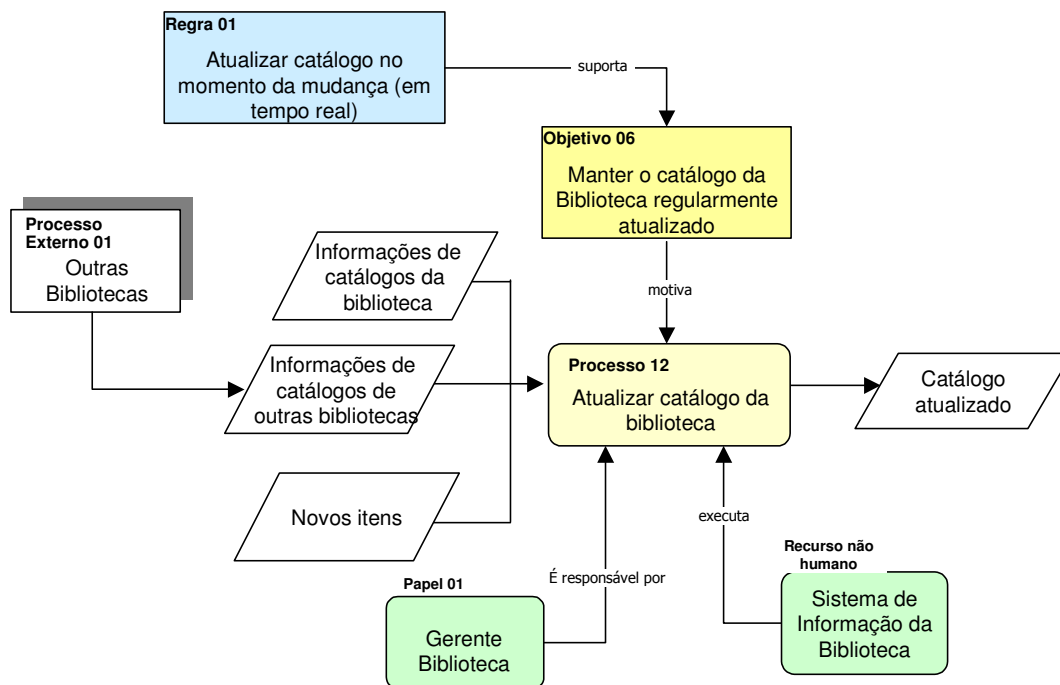 Regra 01
Atualizar catálogo no
momento da mudança (em
tempo real)
suporta
Objetivo 06
Manter o catálogo da
Biblioteca regularmente
atualizado
Processo
Externo 01
Outras
Bibliotecas
Informações de
catálogos da
biblioteca
motiva
Informações de
catálogos de
outras bibliotecas
Processo 12
Atualizar catálogo da
biblioteca
Catálogo
atualizado
Novos itens
executa
Recurso não
humano
É responsável por
Papel 01
Gerente
Biblioteca
Sistema de
Informação da
Biblioteca